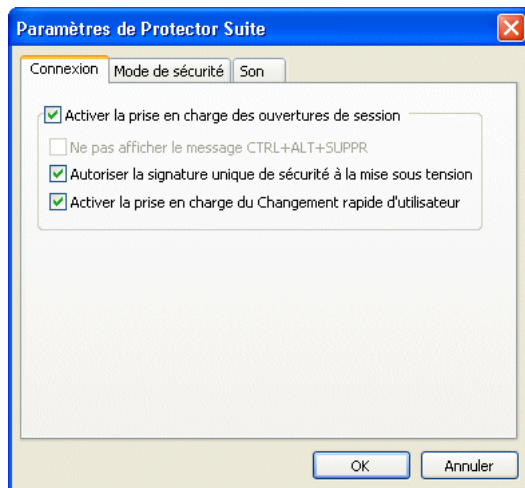 Paramètres de Protector Suite
Connexion Mode de sécurité Son
Activer la prise en charge des ouvertures de session
Ne pas afficher le message CTRL+ALT+SUPPR
Autoriser la signature unique de sécurité à la mise sous tension
Activer la prise en charge du Changement rapide d'utilisateur
OK Annuler